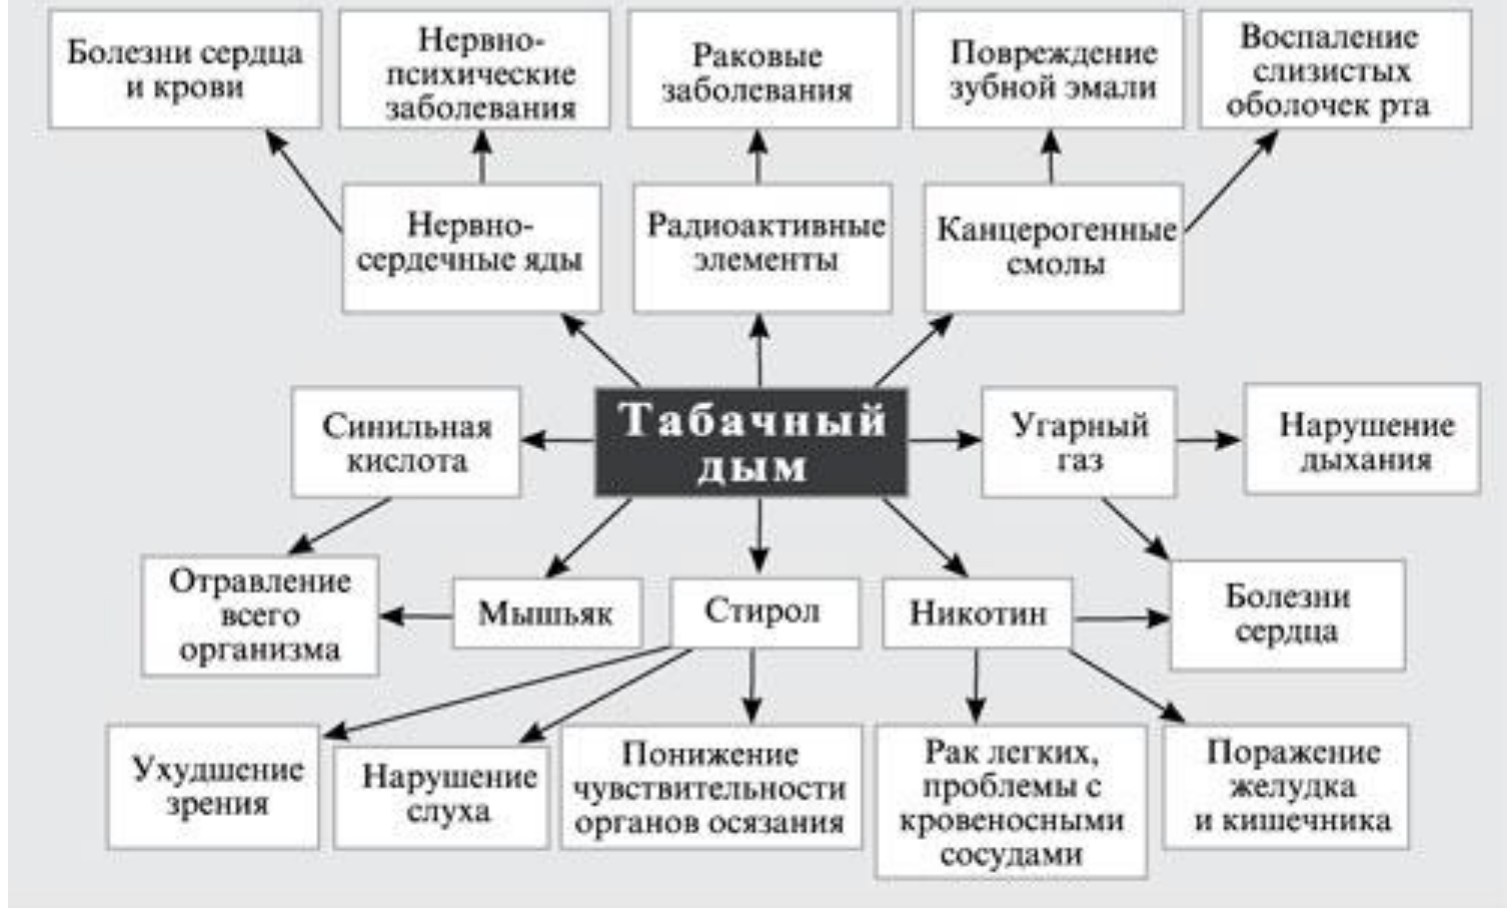 Болезни сердца
и крови
Нервно-
психические
заболевания
Раковые
заболевания
Повреждение
зубной эмали
Воспаление
слизистых
оболочек рта
Нервно-
сердечные яды
Радиоактивные
элементы
Канцерогенные
смолы
Синильная
кислота
Табачный
дым
Угарный
газ
Нарушение
дыхания
Отравление
всего
организма
Мышьяк
Стирол
Никотин
Болезни
сердца
Ухудшение
зрения
Нарушение
слуха
Понижение
чувствительности
органов осязания
Рак легких,
проблемы с
кровеносными
сосудами
Поражение
желудка
и кишечника